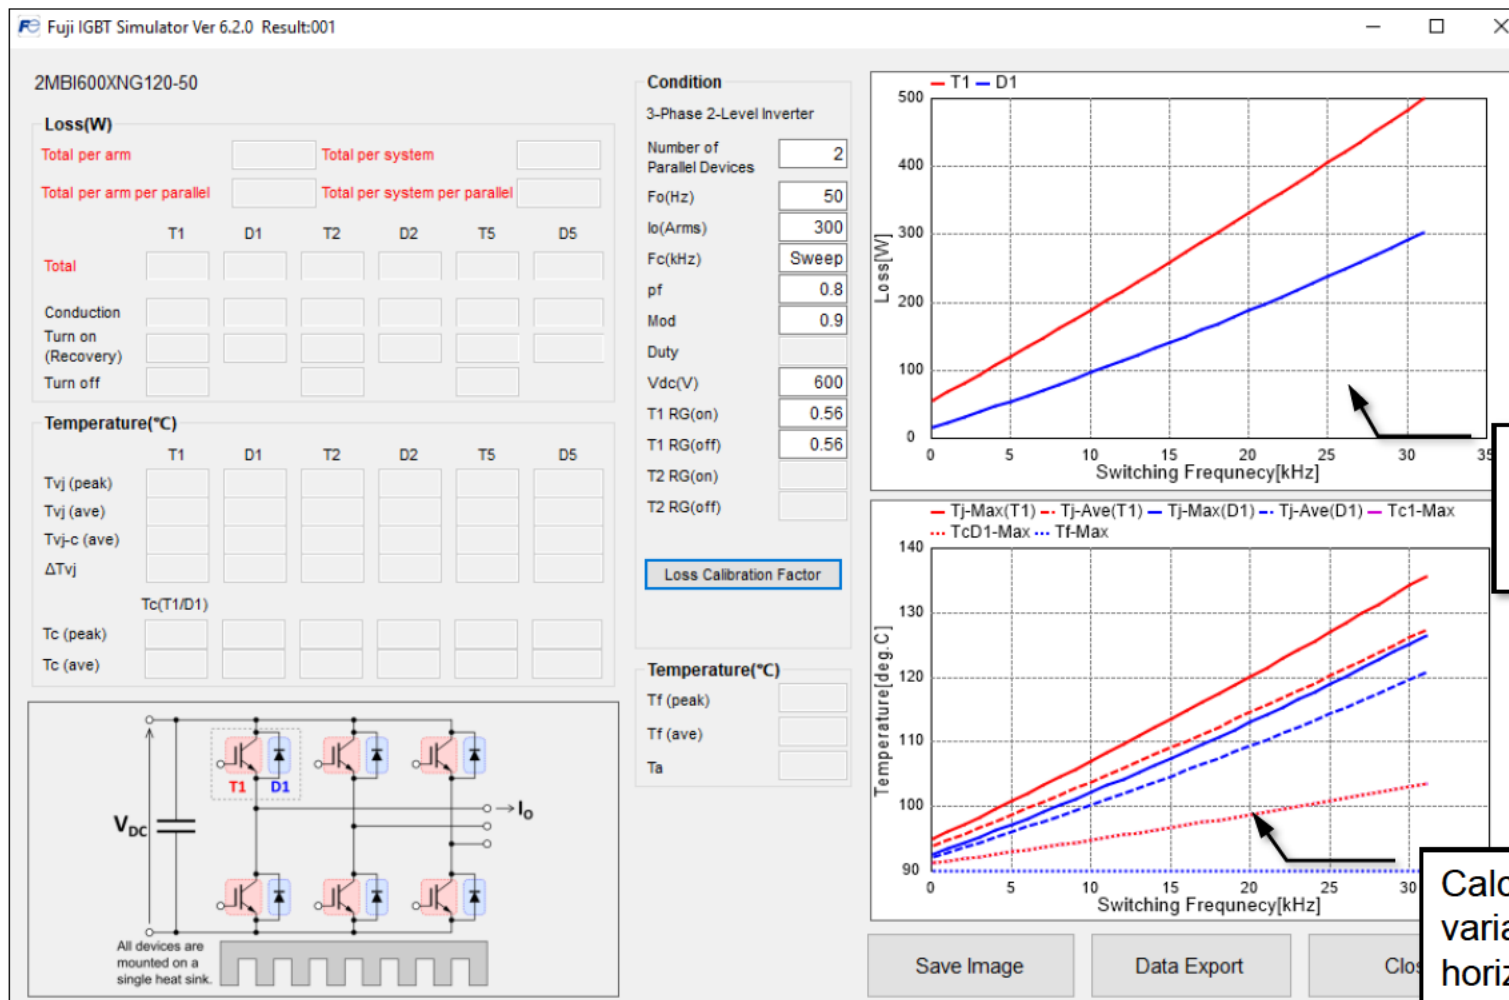 Fuji IGBT Simulator Ver 6.2.0 Result:001
2MBI600XNG120-50
Loss(W)
Total per arm
Total per system
Total per arm per parallel
Total per system per parallel
T1 D1 T2 D2 T5 D5
Total
Conduction
Turn on
(Recovery)
Turn off
Temperature(℃)
T1 D1 T2 D2 T5 D5
Tvj (peak)
Tvj (ave)
Tvj-c (ave)
ΔTvj
Tc(T1/D1)
Tc (peak)
Tc (ave)
T1 D1
VDC
IO
All devices are
mounted on a
single heat sink.
Condition
3-Phase 2-Level Inverter
Number of
Parallel Devices 2
Fo(Hz) 50
Io(Arms) 300
Fc(kHz) Sweep
pf 0.8
Mod 0.9
Duty
Vdc(V) 600
T1 RG(on) 0.56
T1 RG(off) 0.56
T2 RG(on)
T2 RG(off)
Loss Calibration Factor
Temperature(℃)
Tf (peak)
Tf (ave)
Ta
T1 D1
500
400
300
200
100
0
Loss[W]
0 5 10 15 20 25 30 35
Switching Frequnecy[kHz]
Tj-Max(T1) Tj-Ave(T1) Tj-Max(D1) Tj-Ave(D1) Tc1-Max
TcD1-Max Tf-Max
140
130
120
110
100
90
Temperature[deg.C]
0 5 10 15 20 25 30
Switching Frequnecy[kHz]
Save Image
Data Export